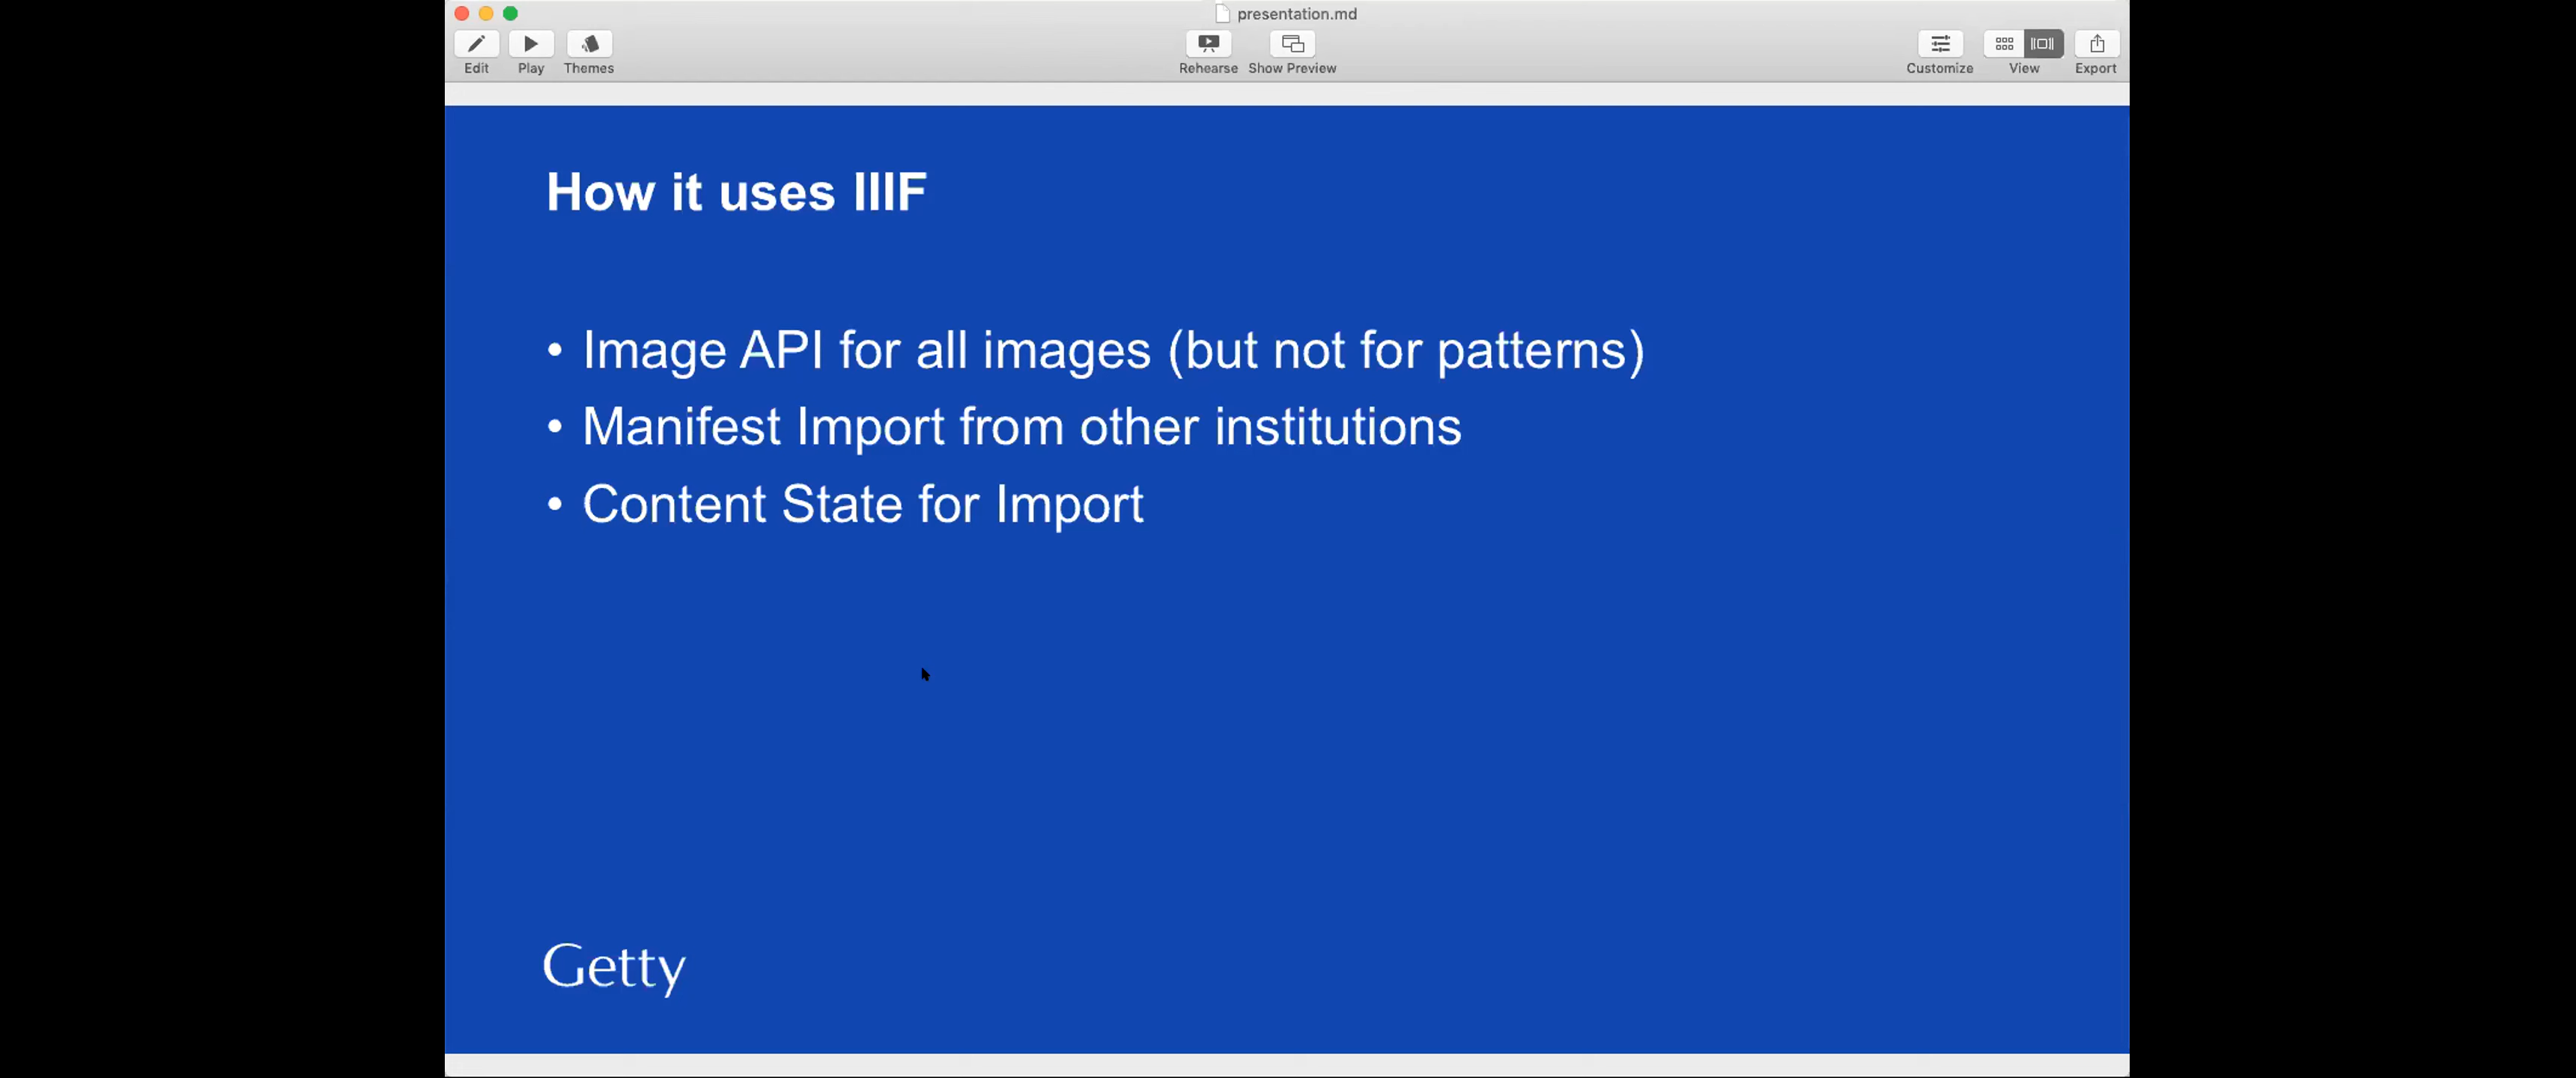 presentation.md
Edit
Play
Themes
Rehearse
Show Preview
Customize
View
Export
How it uses IIIF
• Image API for all images (but not for patterns)
• Manifest Import from other institutions
• Content State for Import
Getty